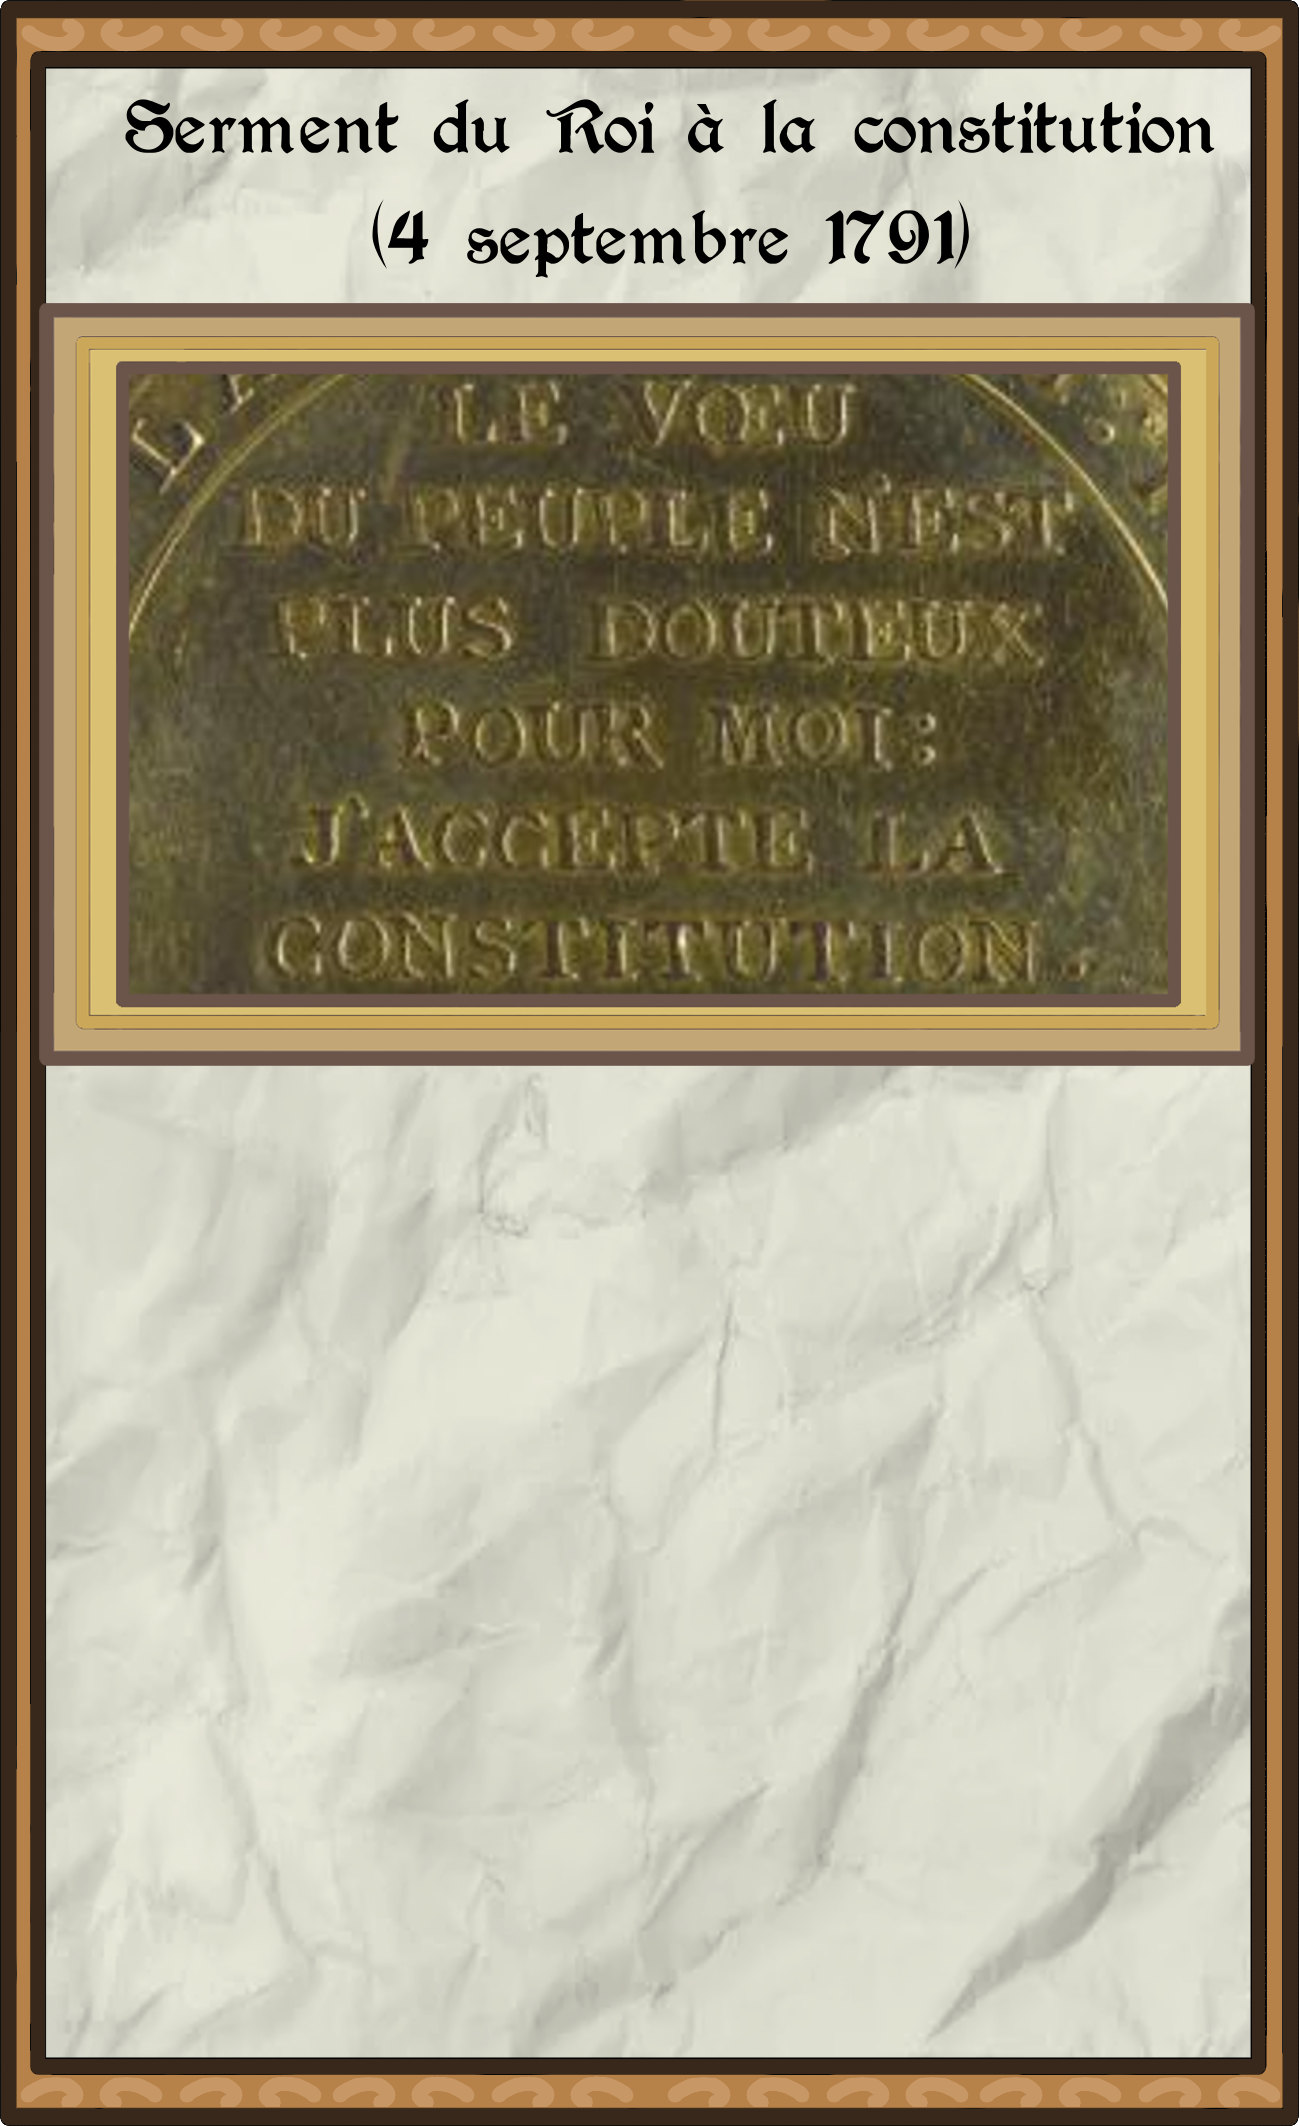 Serment du Roi à la constitution
(4 septembre 1791)
LE VŒU
DU PEUPLE N'EST
PLUS DOUTEUX
POUR MOI:
J'ACCEPTE LA
CONSTITUTION.